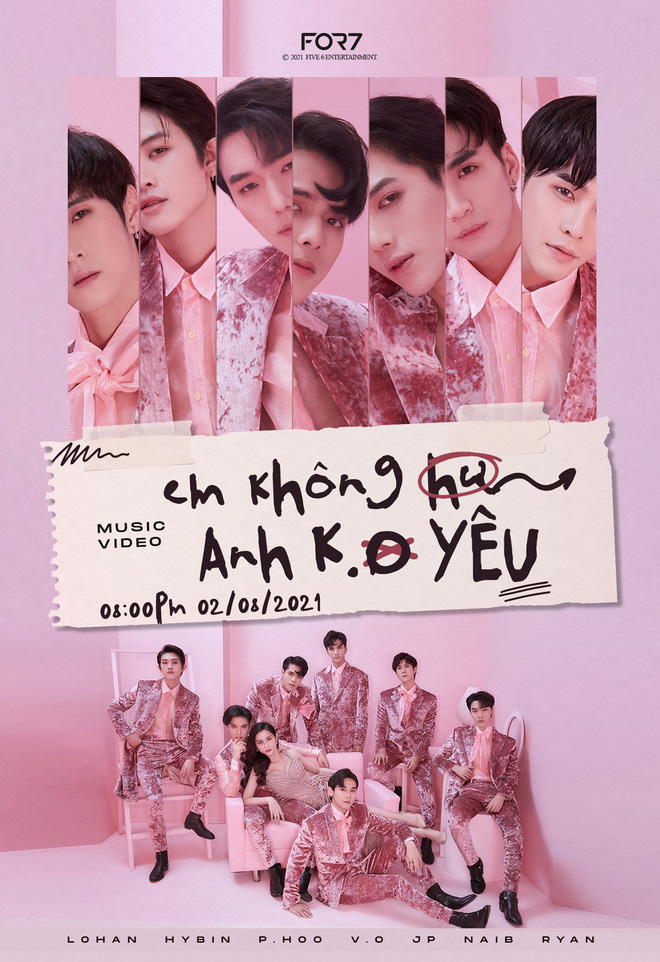 FOR7
© 2021 FIVE 6 ENTERTAINMENT.
em không hư
MUSIC
VIDEO
Anh K.O YÊU
08:00pm 02/08/2021
LOHAN HYBIN P.HOO V.O JP NAIB RYAN